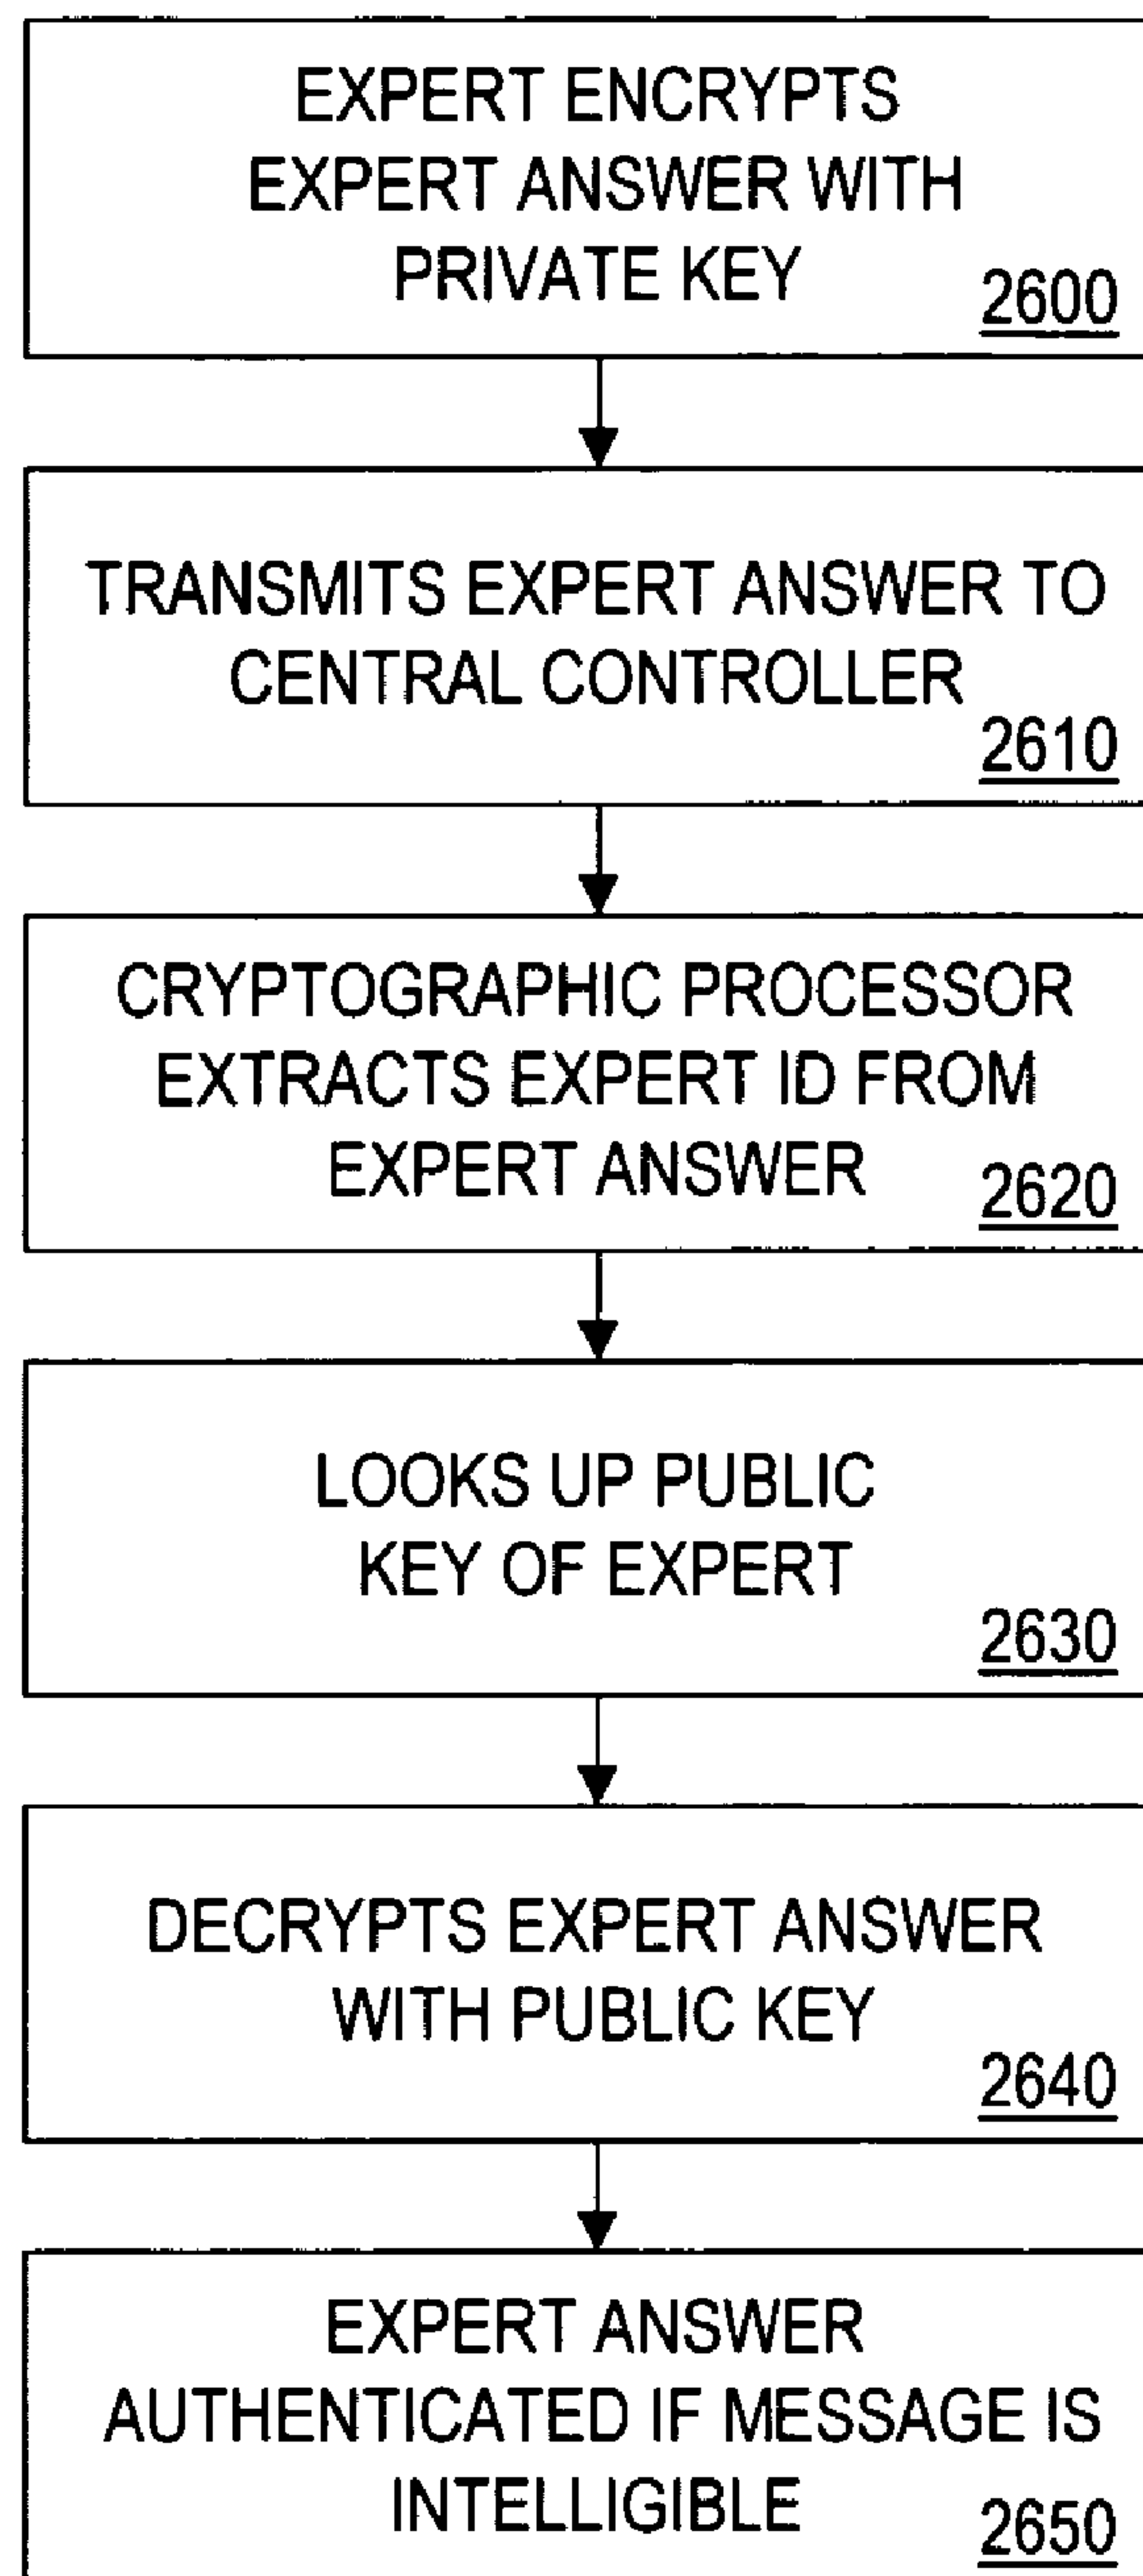 EXPERT ENCRYPTS
EXPERT ANSWER WITH
PRIVATE KEY
2600
TRANSMITS EXPERT ANSWER TO
CENTRAL CONTROLLER
2610
CRYPTOGRAPHIC PROCESSOR
EXTRACTS EXPERT ID FROM
EXPERT ANSWER
2620
LOOKS UP PUBLIC
KEY OF EXPERT
2630
DECRYPTS EXPERT ANSWER
WITH PUBLIC KEY
2640
EXPERT ANSWER
AUTHENTICATED IF MESSAGE IS
INTELLIGIBLE
2650